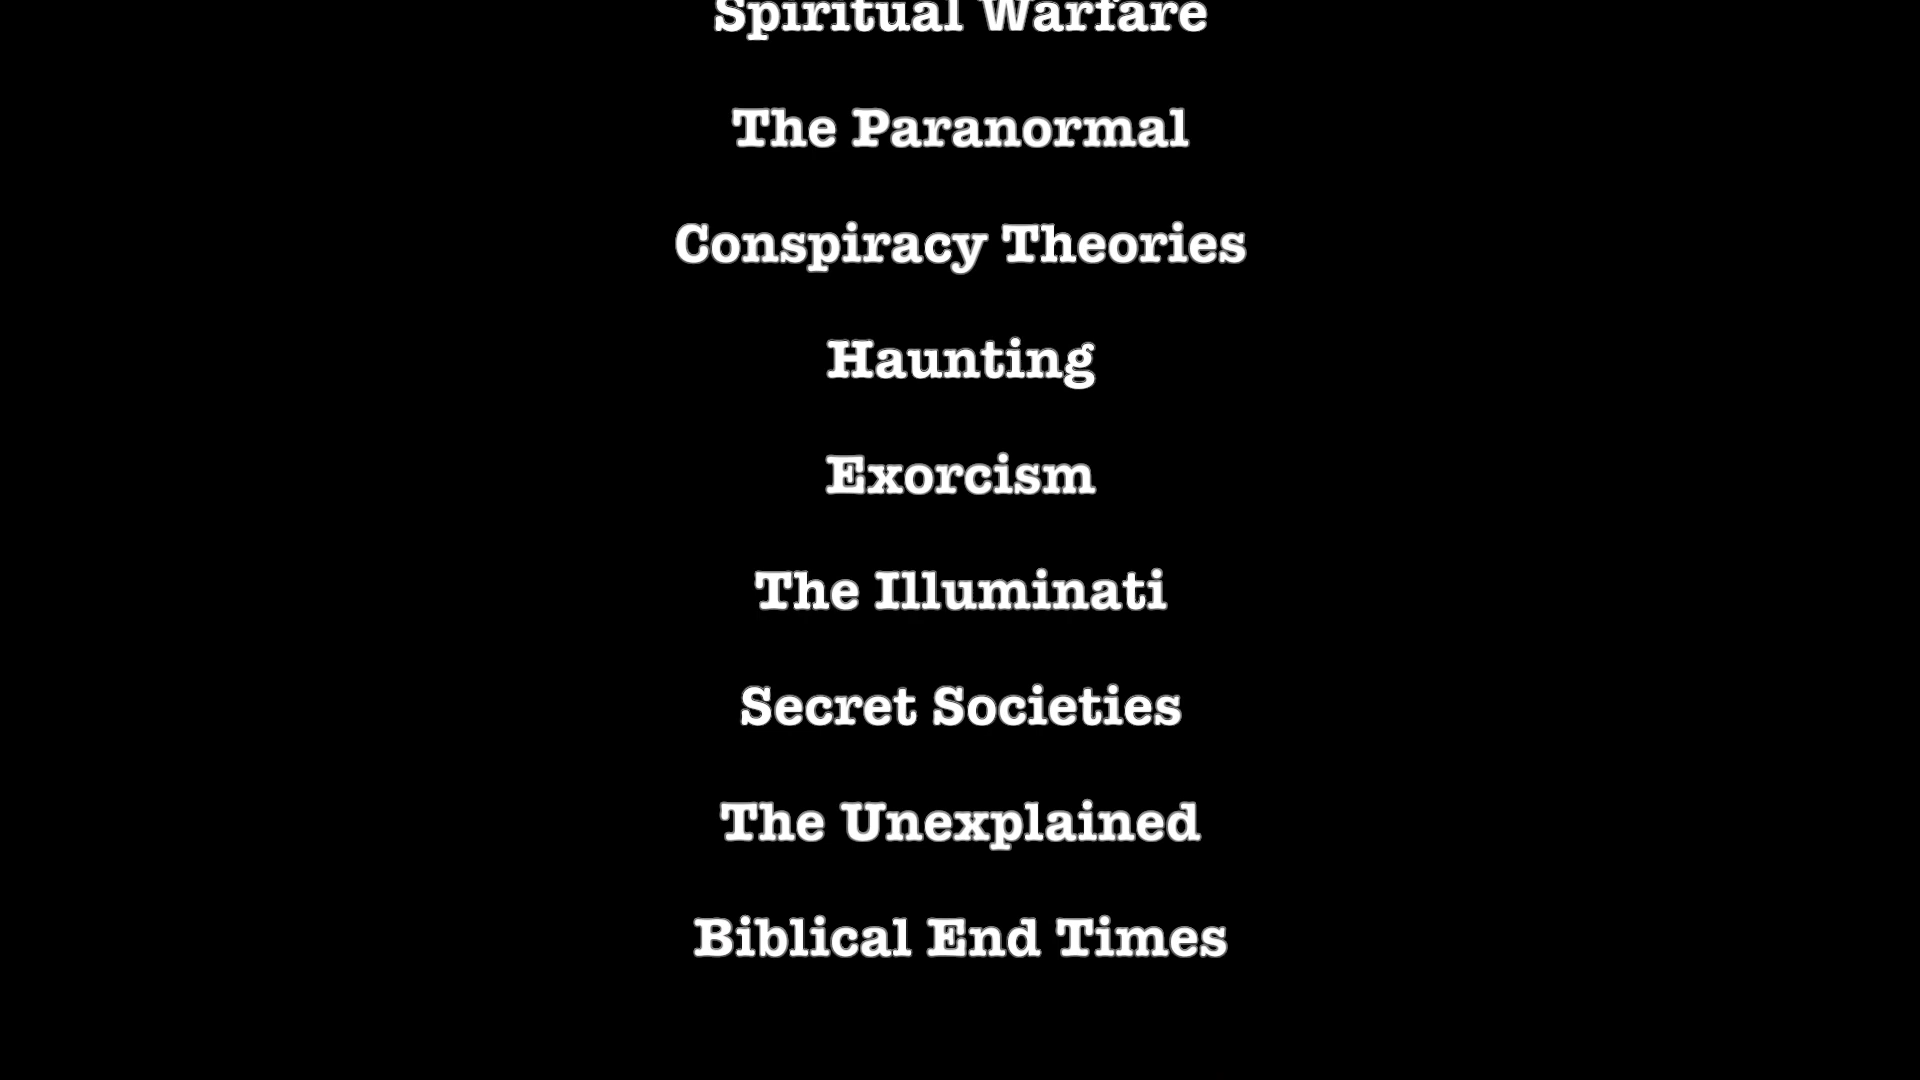 Spiritual Warfare
The Paranormal
Conspiracy Theories
Haunting
Exorcism
The Illuminati
Secret Societies
The Unexplained
Biblical End Times